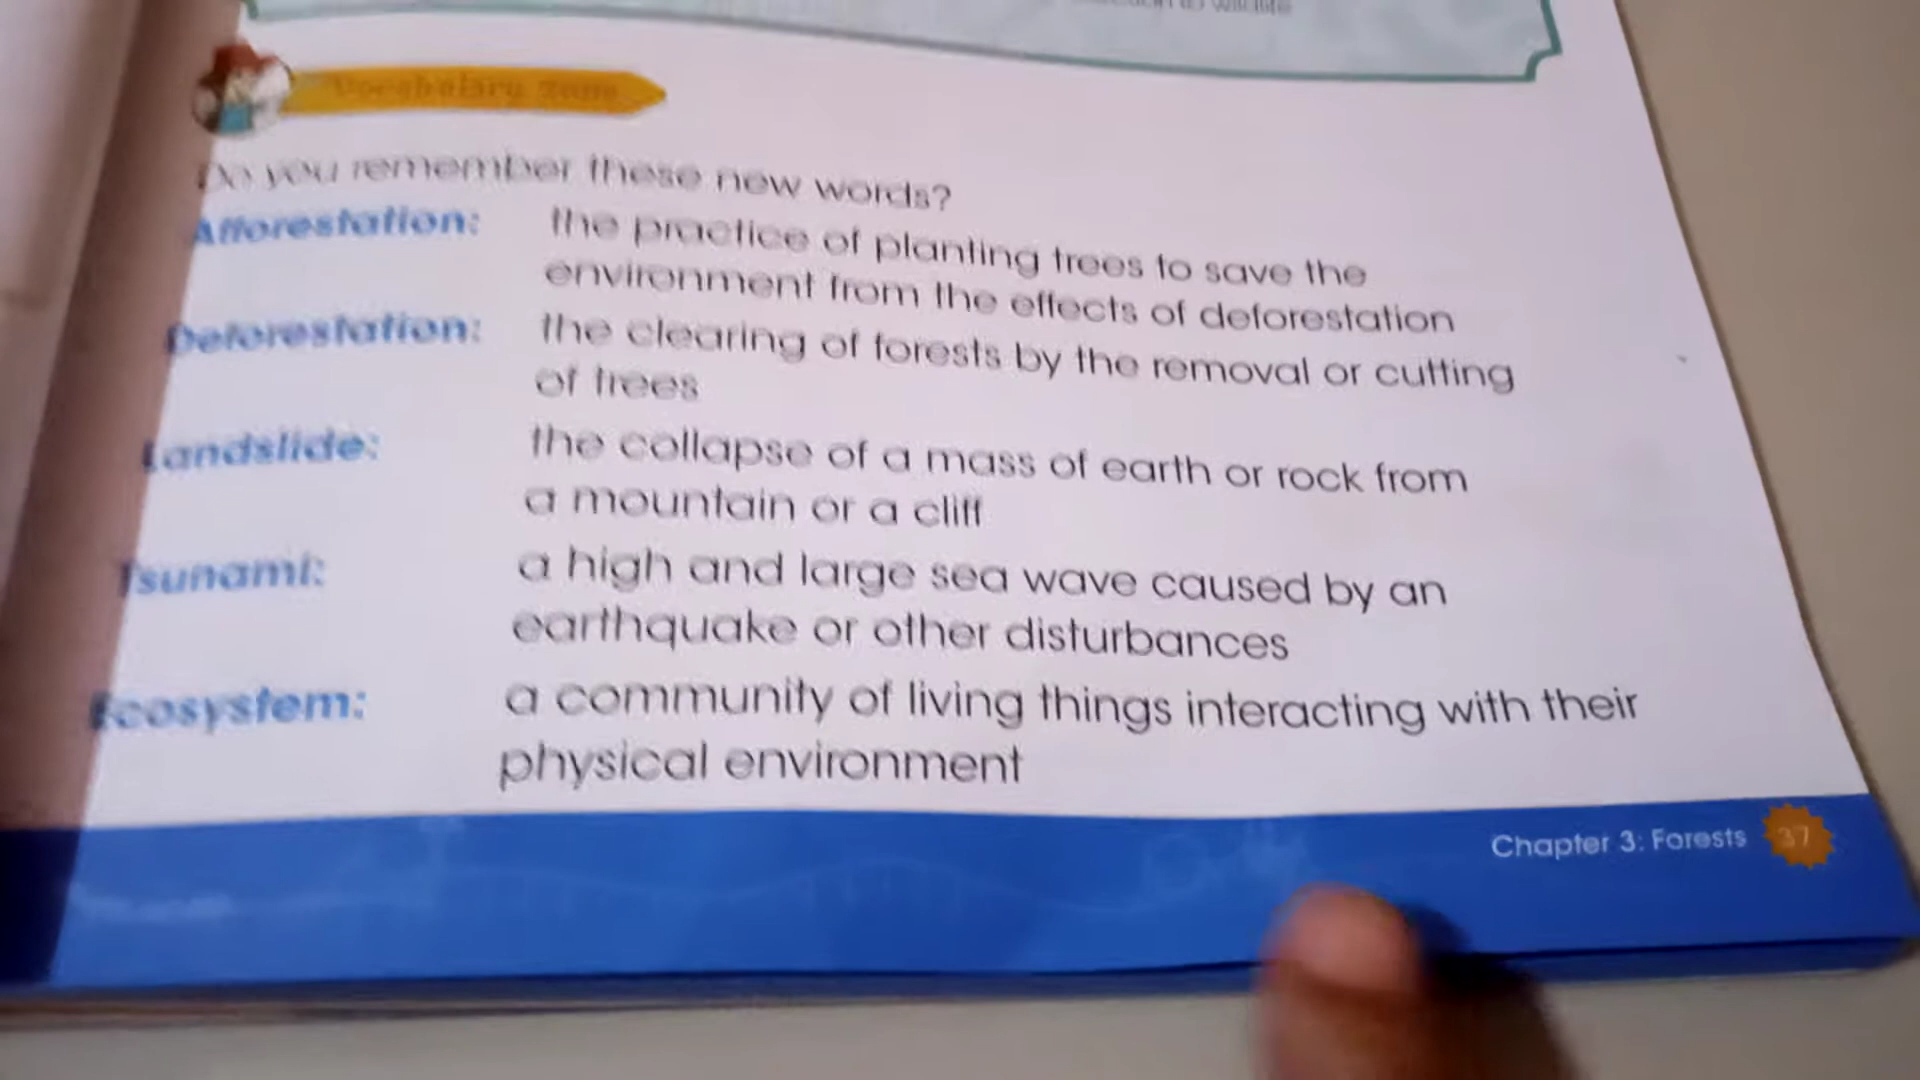 Vocabulary Zone
Do you remember these new words?
Afforestation: the practice of planting trees to save the
environment from the effects of deforestation
Deforestation: the clearing of forests by the removal or cutting
of trees
Landslide: the collapse of a mass of earth or rock from
a mountain or a cliff
Tsunami: a high and large sea wave caused by an
earthquake or other disturbances
Ecosystem: a community of living things interacting with their
physical environment
Chapter 3: Forests 37